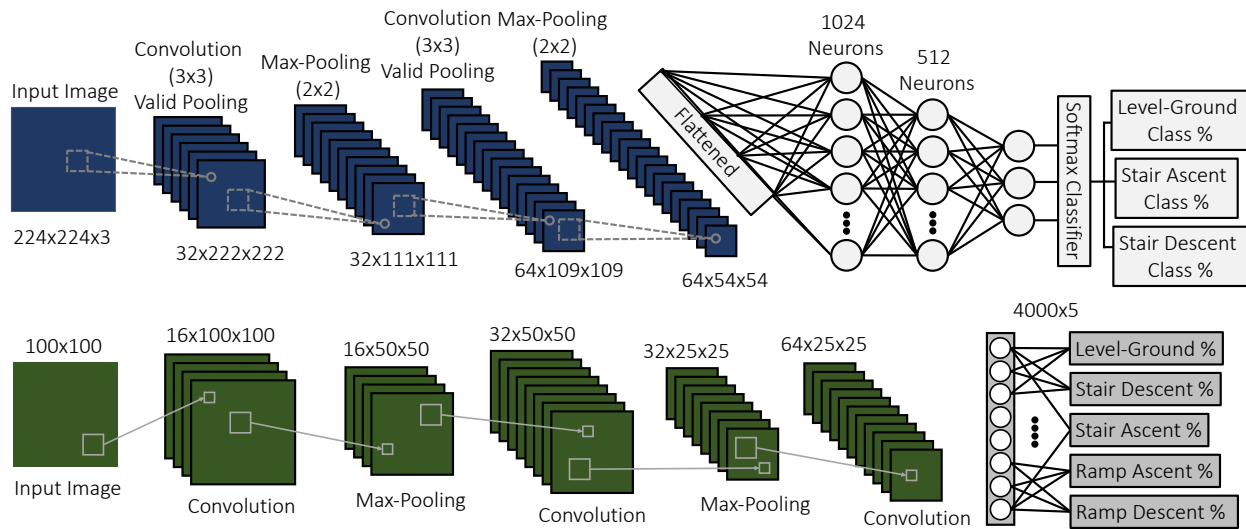 Input Image
224x224x3
Convolution
(3x3)
Valid Pooling
32x222x222
Max-Pooling
(2x2)
32x111x111
Convolution
(3x3)
Valid Pooling
64x109x109
Max-Pooling
(2x2)
64x54x54
Flattened
1024
Neurons
512
Neurons
Softmax Classifier
Level-Ground
Class %
Stair Ascent
Class %
Stair Descent
Class %
100x100
Input Image
16x100x100
Convolution
16x50x50
Max-Pooling
32x50x50
Convolution
32x25x25
Max-Pooling
64x25x25
Convolution
4000x5
Level-Ground %
Stair Descent %
Stair Ascent %
Ramp Ascent %
Ramp Descent %